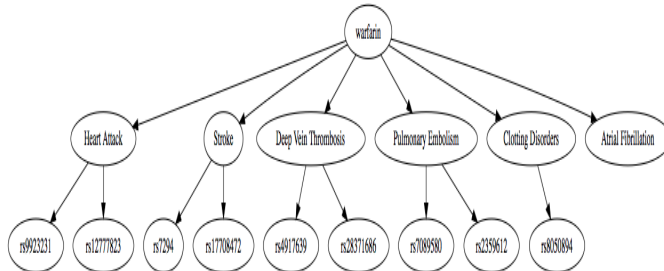 warfarin
Heart Attack
Stroke
Deep Vein Thrombosis
Pulmonary Embolism
Clotting Disorders
Atrial Fibrillation
rs9923231
rs12777823
rs7294
rs17708472
rs4917639
rs28371686
rs7089580
rs2359612
rs8050894